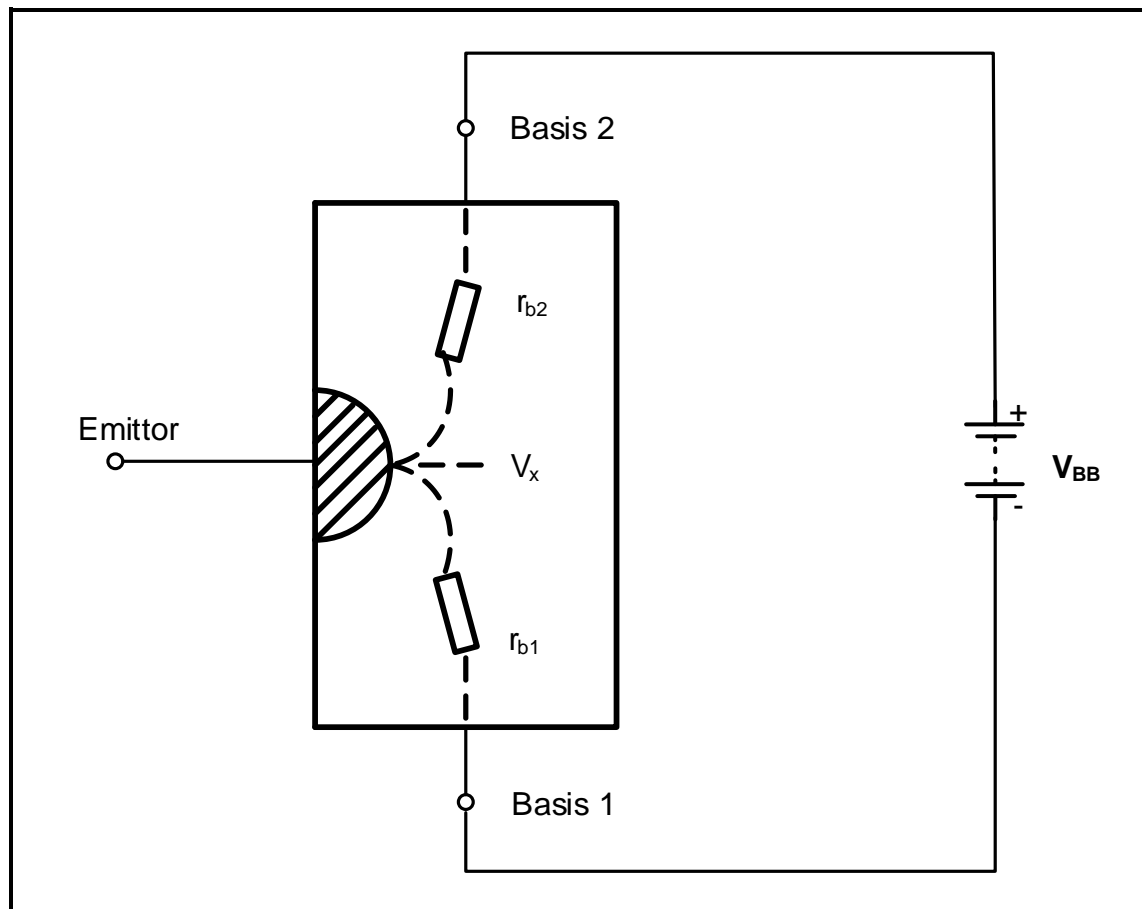 Basis 2
r_b2
Emittor
+
V_x
V_BB
-
r_b1
Basis 1